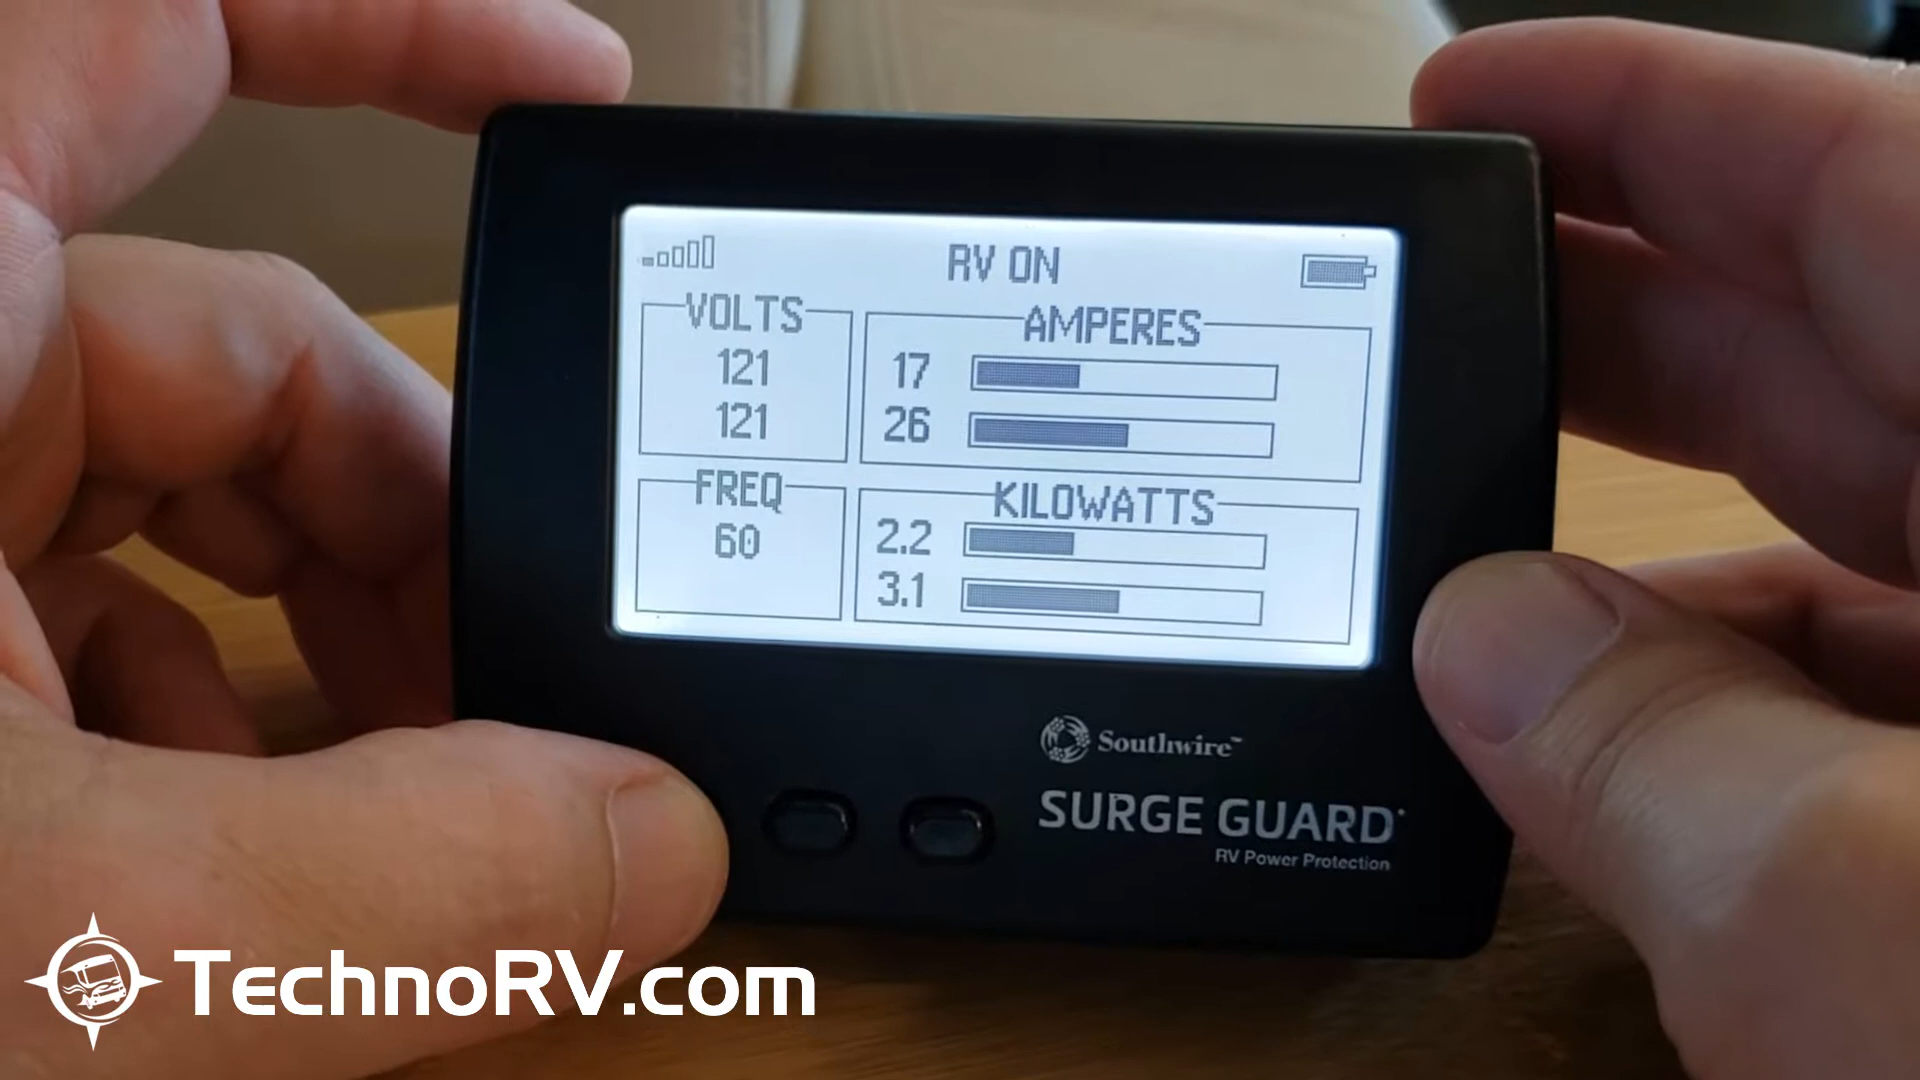 RV ON
VOLTS
121
121
AMPERES
17
26
FREQ
60
KILOWATTS
2.2
3.1
Southwire™
SURGE GUARD
RV Power Protection
TechnoRV.com